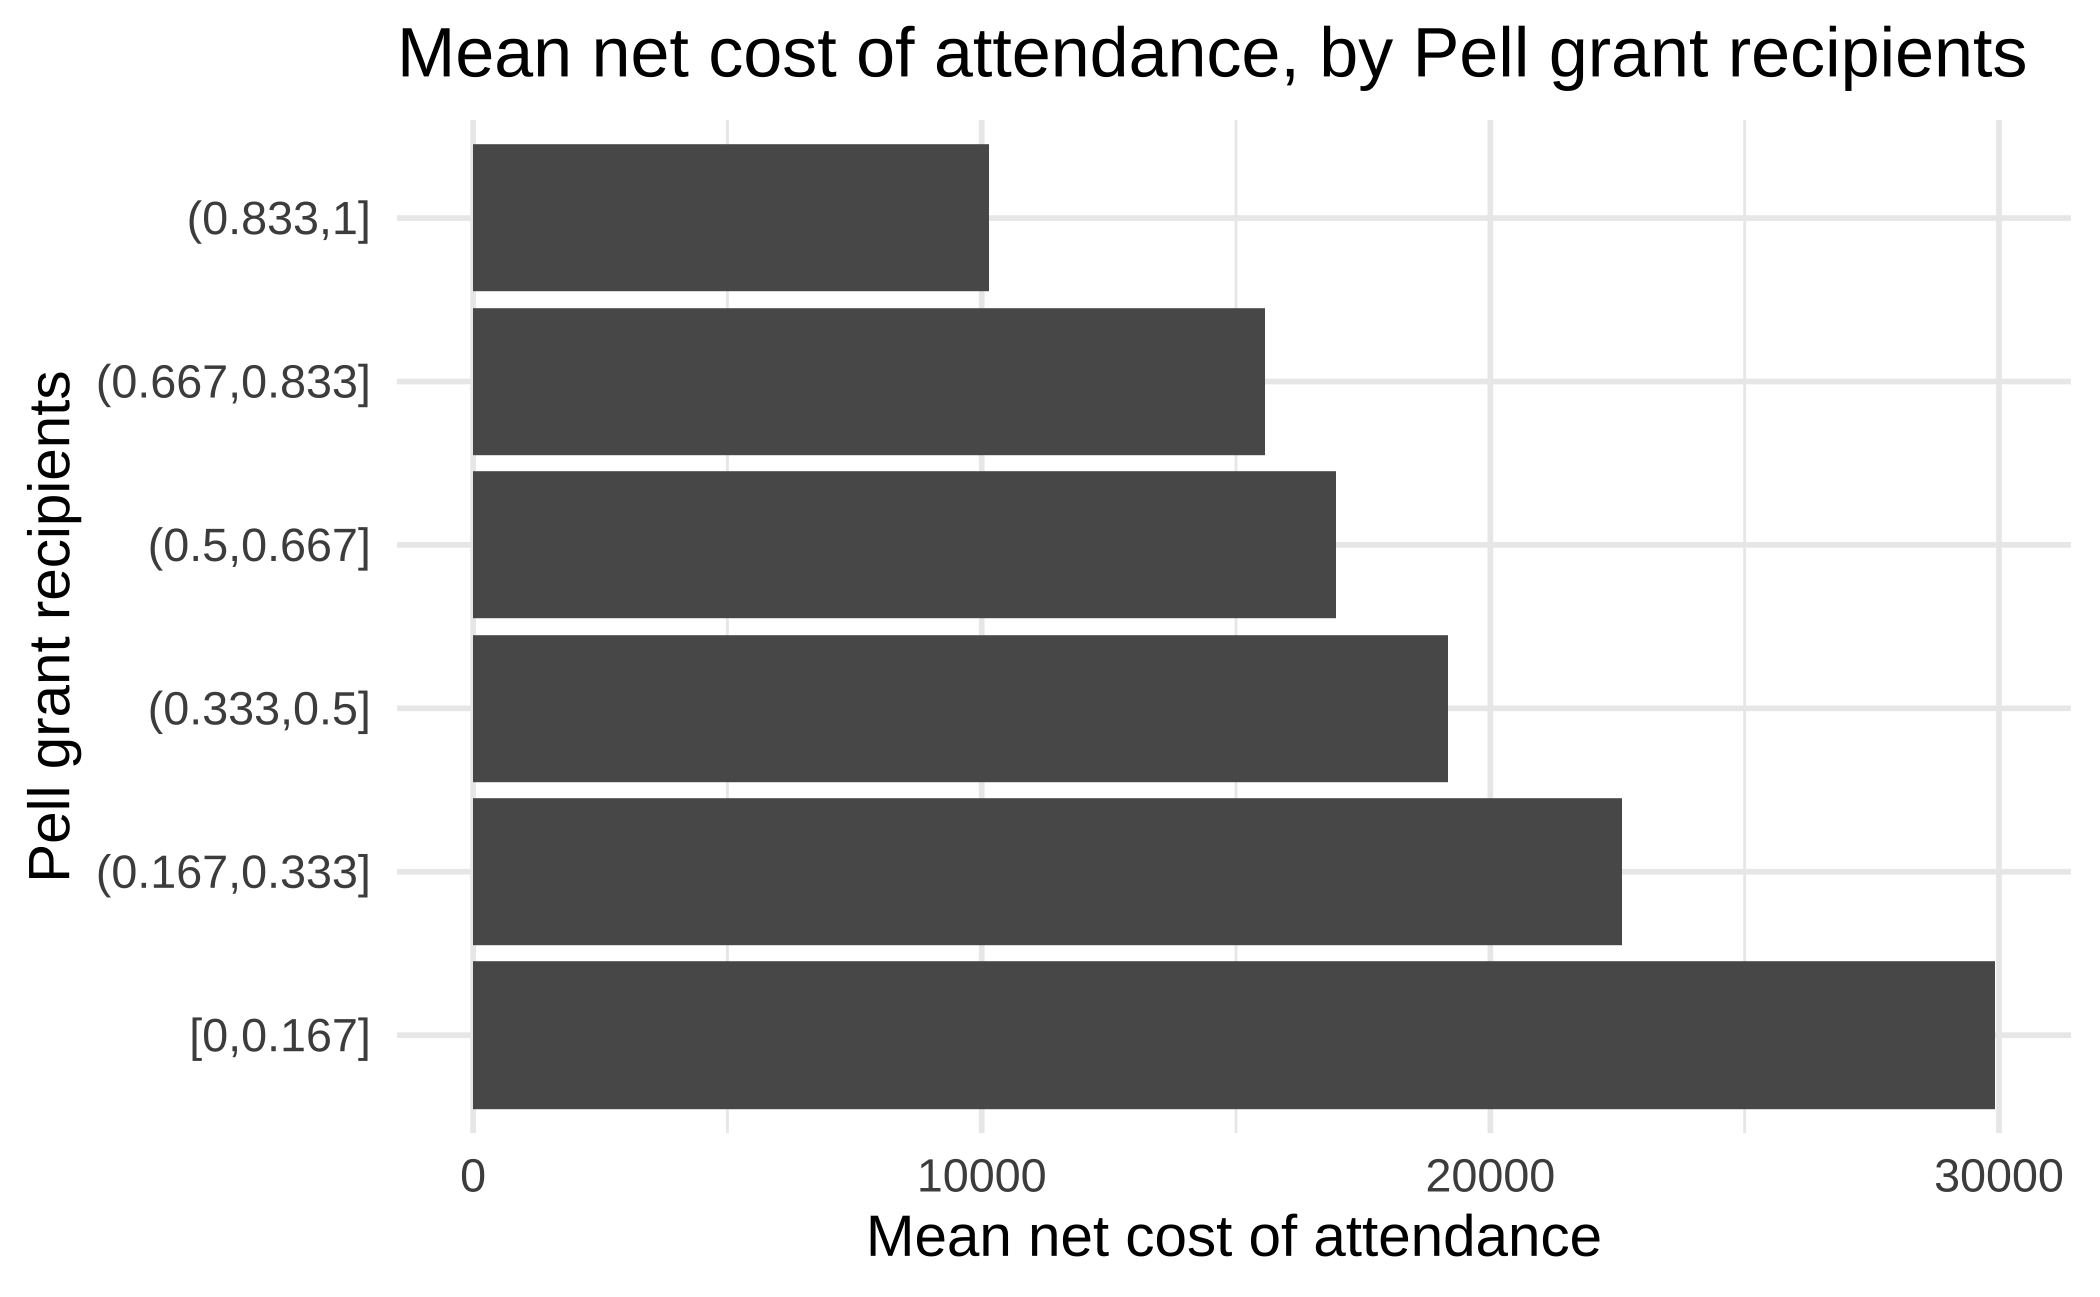 Mean net cost of attendance, by Pell grant recipients
Pell grant recipients
(0.833,1]
(0.667,0.833]
(0.5,0.667]
(0.333,0.5]
(0.167,0.333]
[0,0.167]
0 10000 20000 30000
Mean net cost of attendance